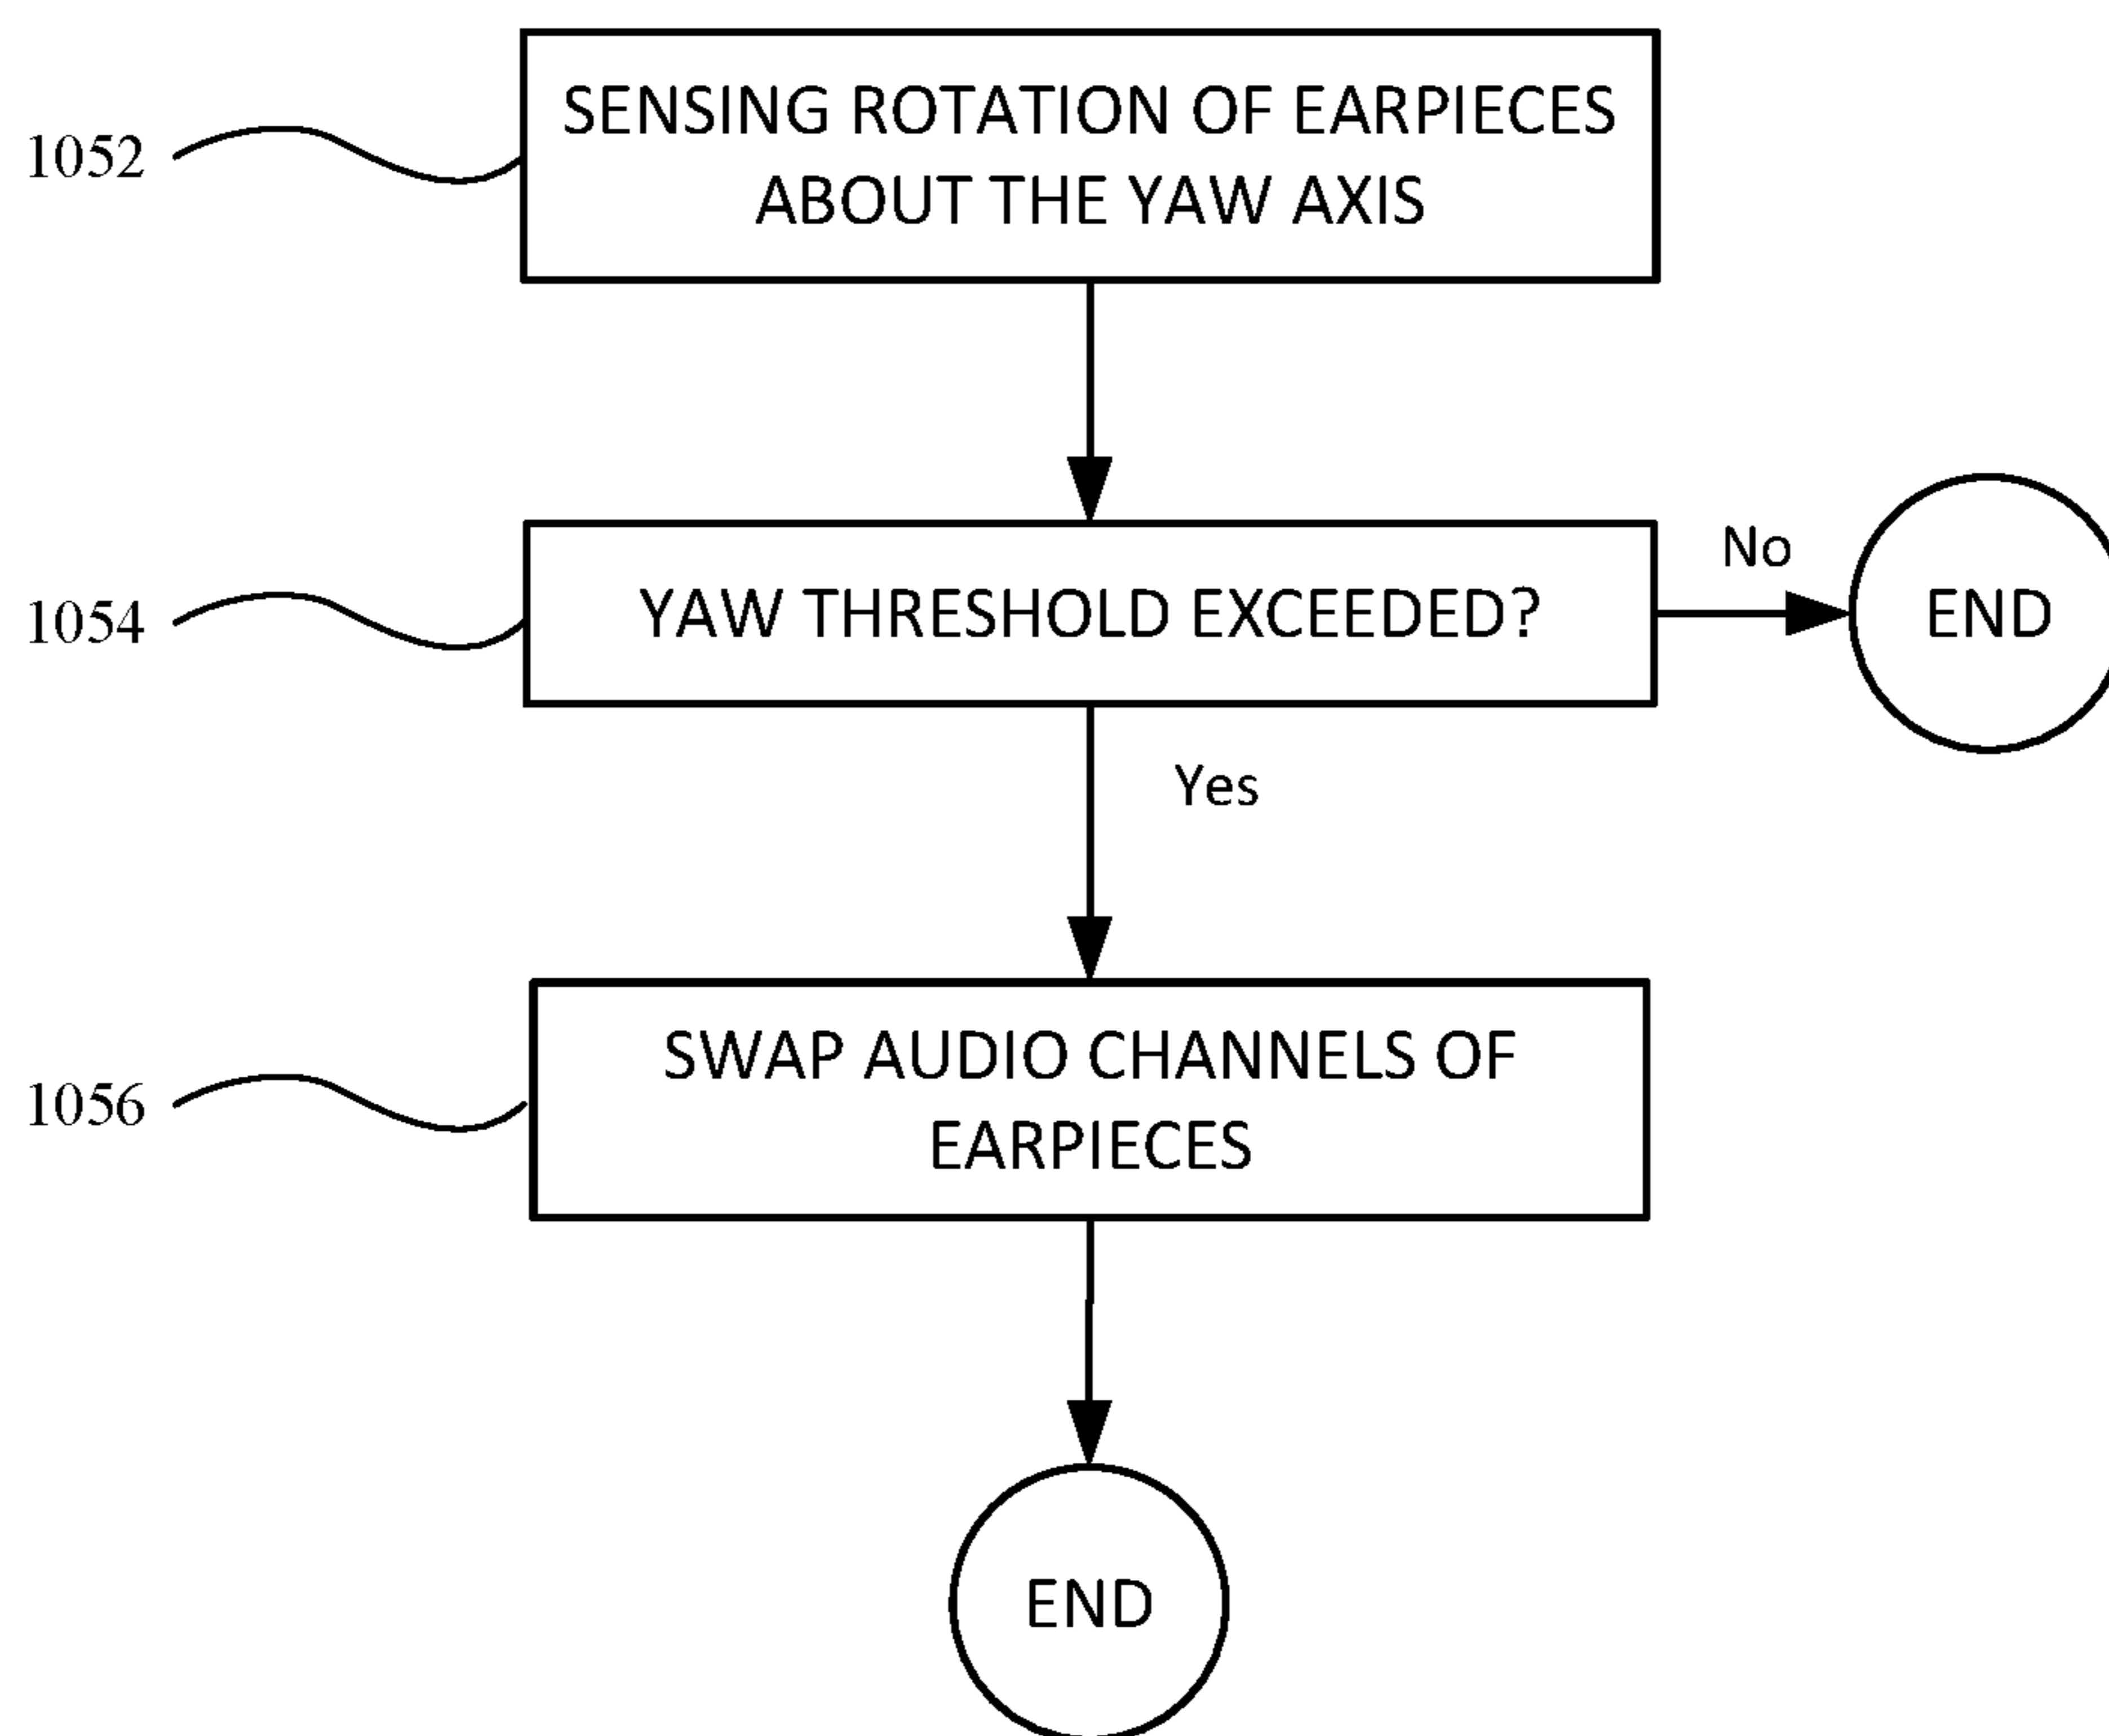 1052
SENSING ROTATION OF EARPIECES
ABOUT THE YAW AXIS
1054
YAW THRESHOLD EXCEEDED?
No
END
Yes
1056
SWAP AUDIO CHANNELS OF
EARPIECES
END